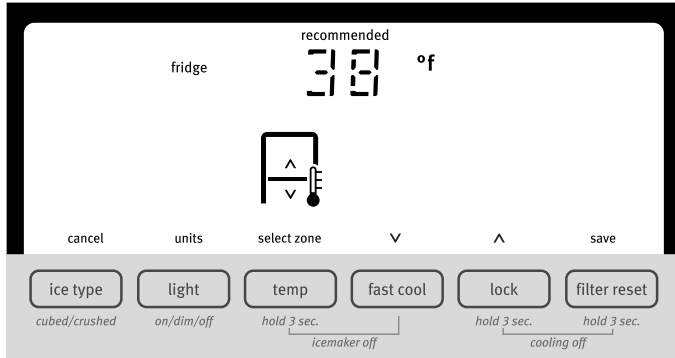 recommended
fridge 38 °f
cancel units select zone ∨ ∧ save
ice type light temp fast cool lock filter reset
cubed/crushed on/dim/off hold 3 sec. hold 3 sec. hold 3 sec.
icemaker off cooling off